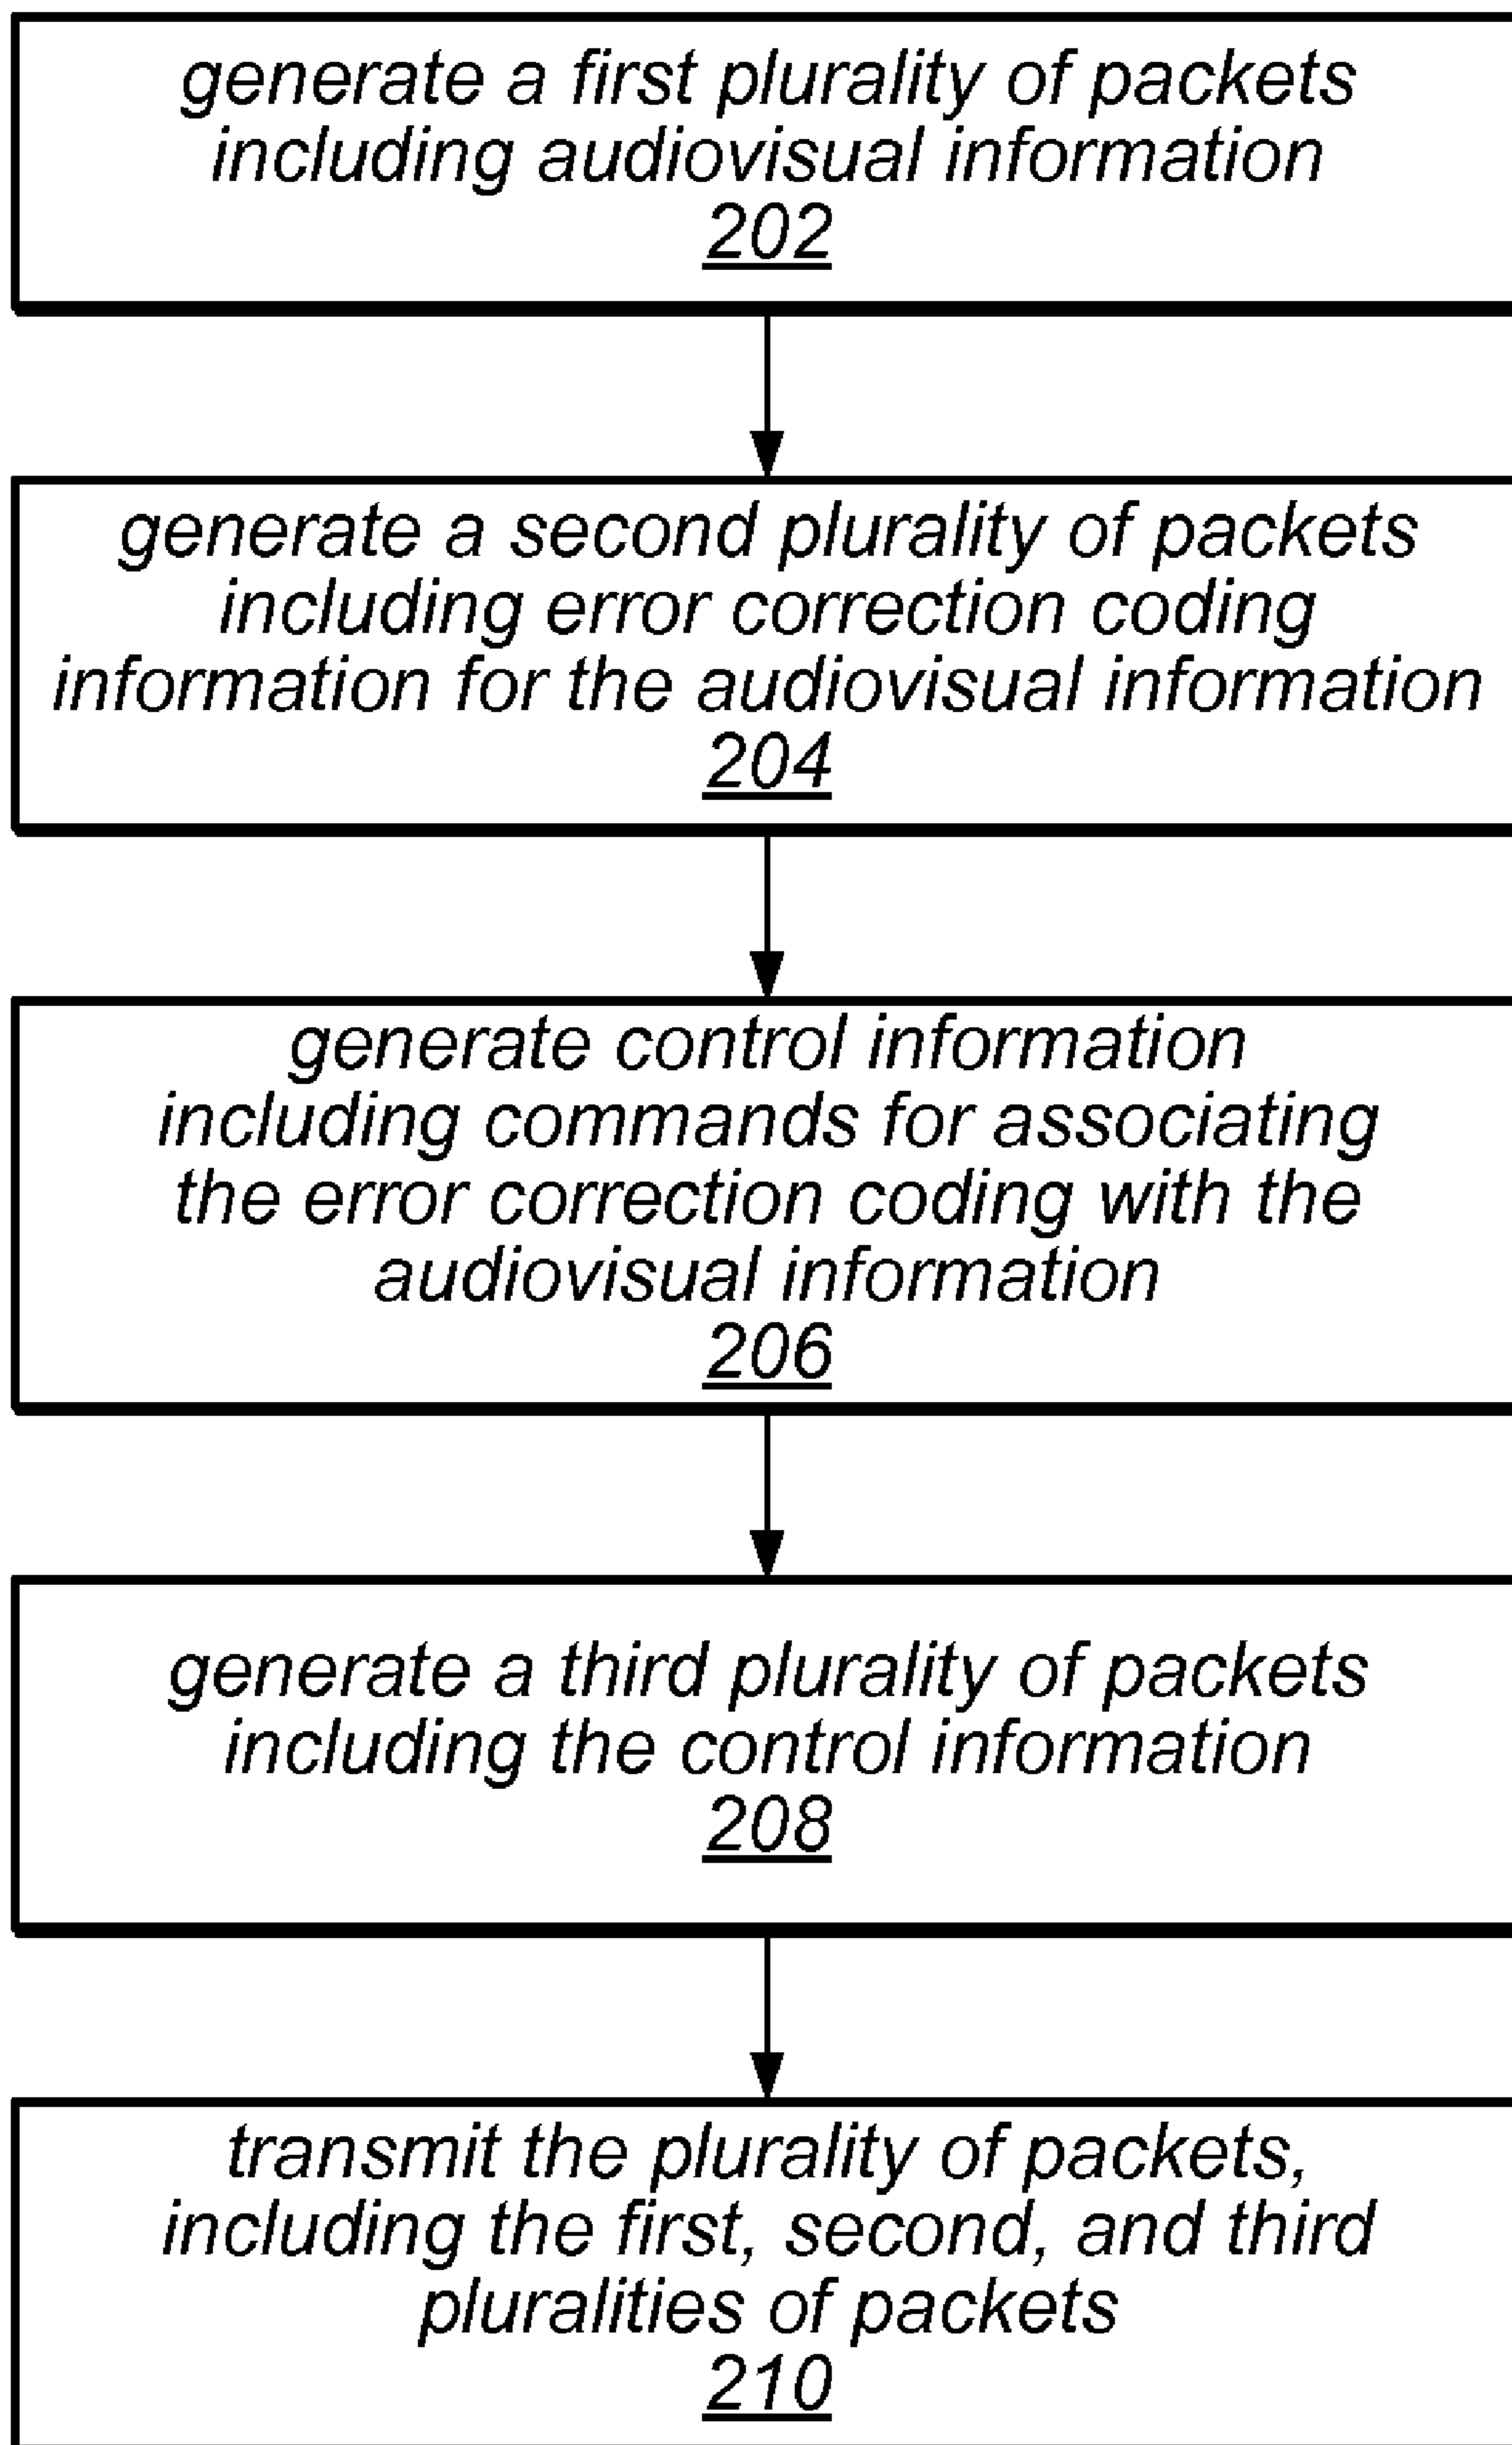 generate a first plurality of packets
including audiovisual information
202
generate a second plurality of packets
including error correction coding
information for the audiovisual information
204
generate control information
including commands for associating
the error correction coding with the
audiovisual information
206
generate a third plurality of packets
including the control information
208
transmit the plurality of packets,
including the first, second, and third
pluralities of packets
210